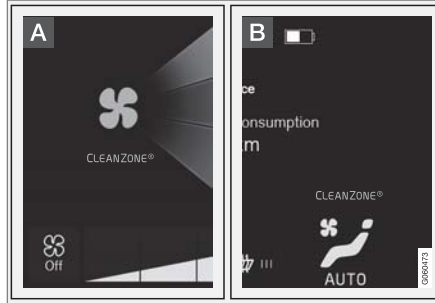 A
CLEANZONE®
Off
B
ce
onsumption
m
CLEANZONE®
AUTO
G060473